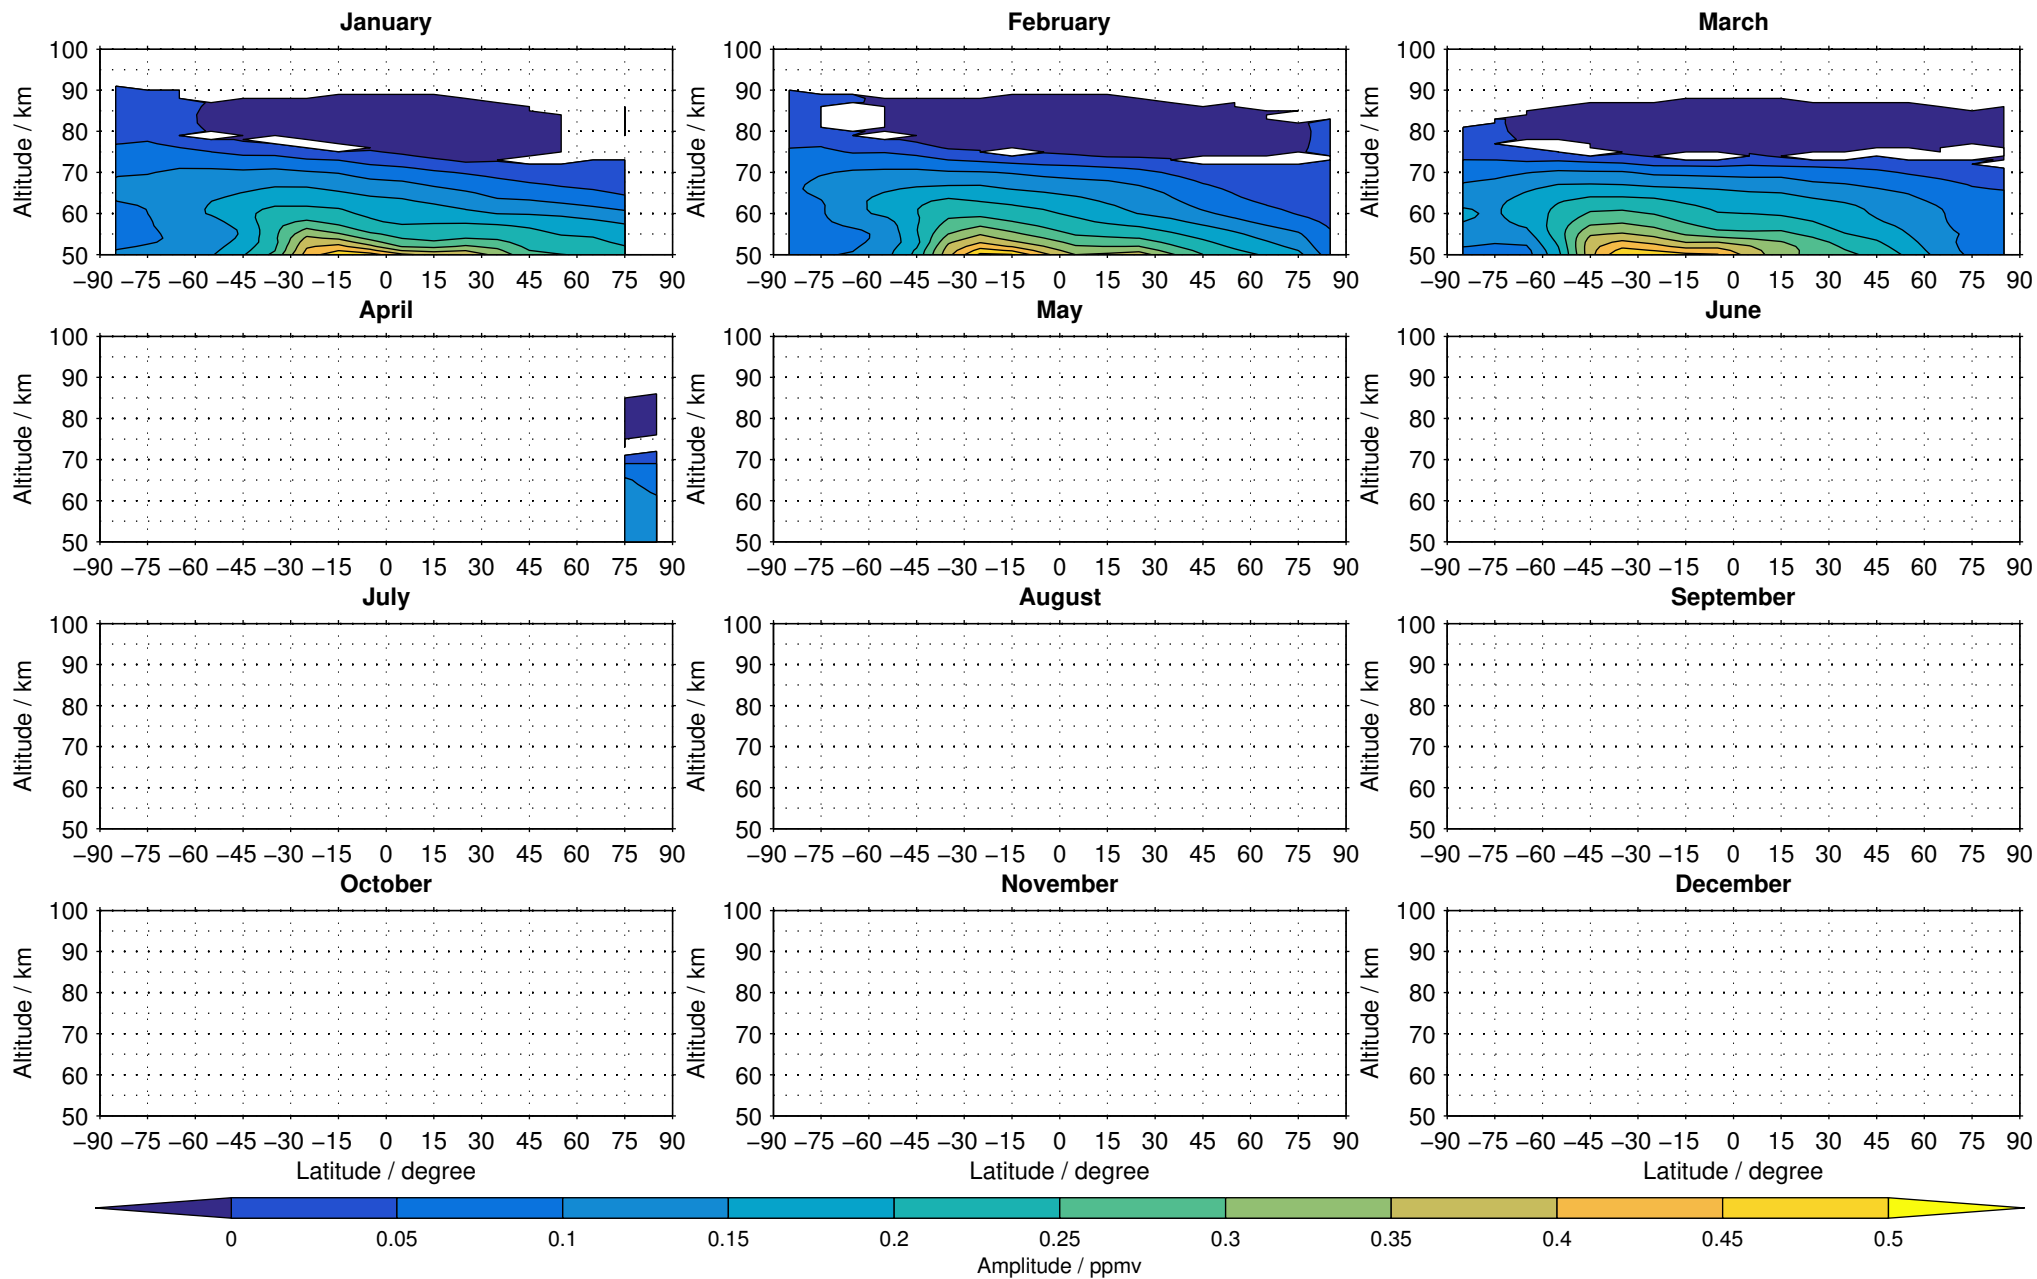 January February March
100 100 100
90 90 90
80 80 80
70 70 70
60 60 60
50 50 50
Altitude / km Altitude / km Altitude / km
−90 −75 −60 −45 −30 −15 0 15 30 45 60 75 90 −90 −75 −60 −45 −30 −15 0 15 30 45 60 75 90 −90 −75 −60 −45 −30 −15 0 15 30 45 60 75 90
April May June
100 100 100
90 90 90
80 80 80
70 70 70
60 60 60
50 50 50
Altitude / km Altitude / km Altitude / km
−90 −75 −60 −45 −30 −15 0 15 30 45 60 75 90 −90 −75 −60 −45 −30 −15 0 15 30 45 60 75 90 −90 −75 −60 −45 −30 −15 0 15 30 45 60 75 90
July August September
100 100 100
90 90 90
80 80 80
70 70 70
60 60 60
50 50 50
Altitude / km Altitude / km Altitude / km
−90 −75 −60 −45 −30 −15 0 15 30 45 60 75 90 −90 −75 −60 −45 −30 −15 0 15 30 45 60 75 90 −90 −75 −60 −45 −30 −15 0 15 30 45 60 75 90
October November December
100 100 100
90 90 90
80 80 80
70 70 70
60 60 60
50 50 50
Altitude / km Altitude / km Altitude / km
−90 −75 −60 −45 −30 −15 0 15 30 45 60 75 90 −90 −75 −60 −45 −30 −15 0 15 30 45 60 75 90 −90 −75 −60 −45 −30 −15 0 15 30 45 60 75 90
Latitude / degree Latitude / degree Latitude / degree
0 0.05 0.1 0.15 0.2 0.25 0.3 0.35 0.4 0.45 0.5
Amplitude / ppmv